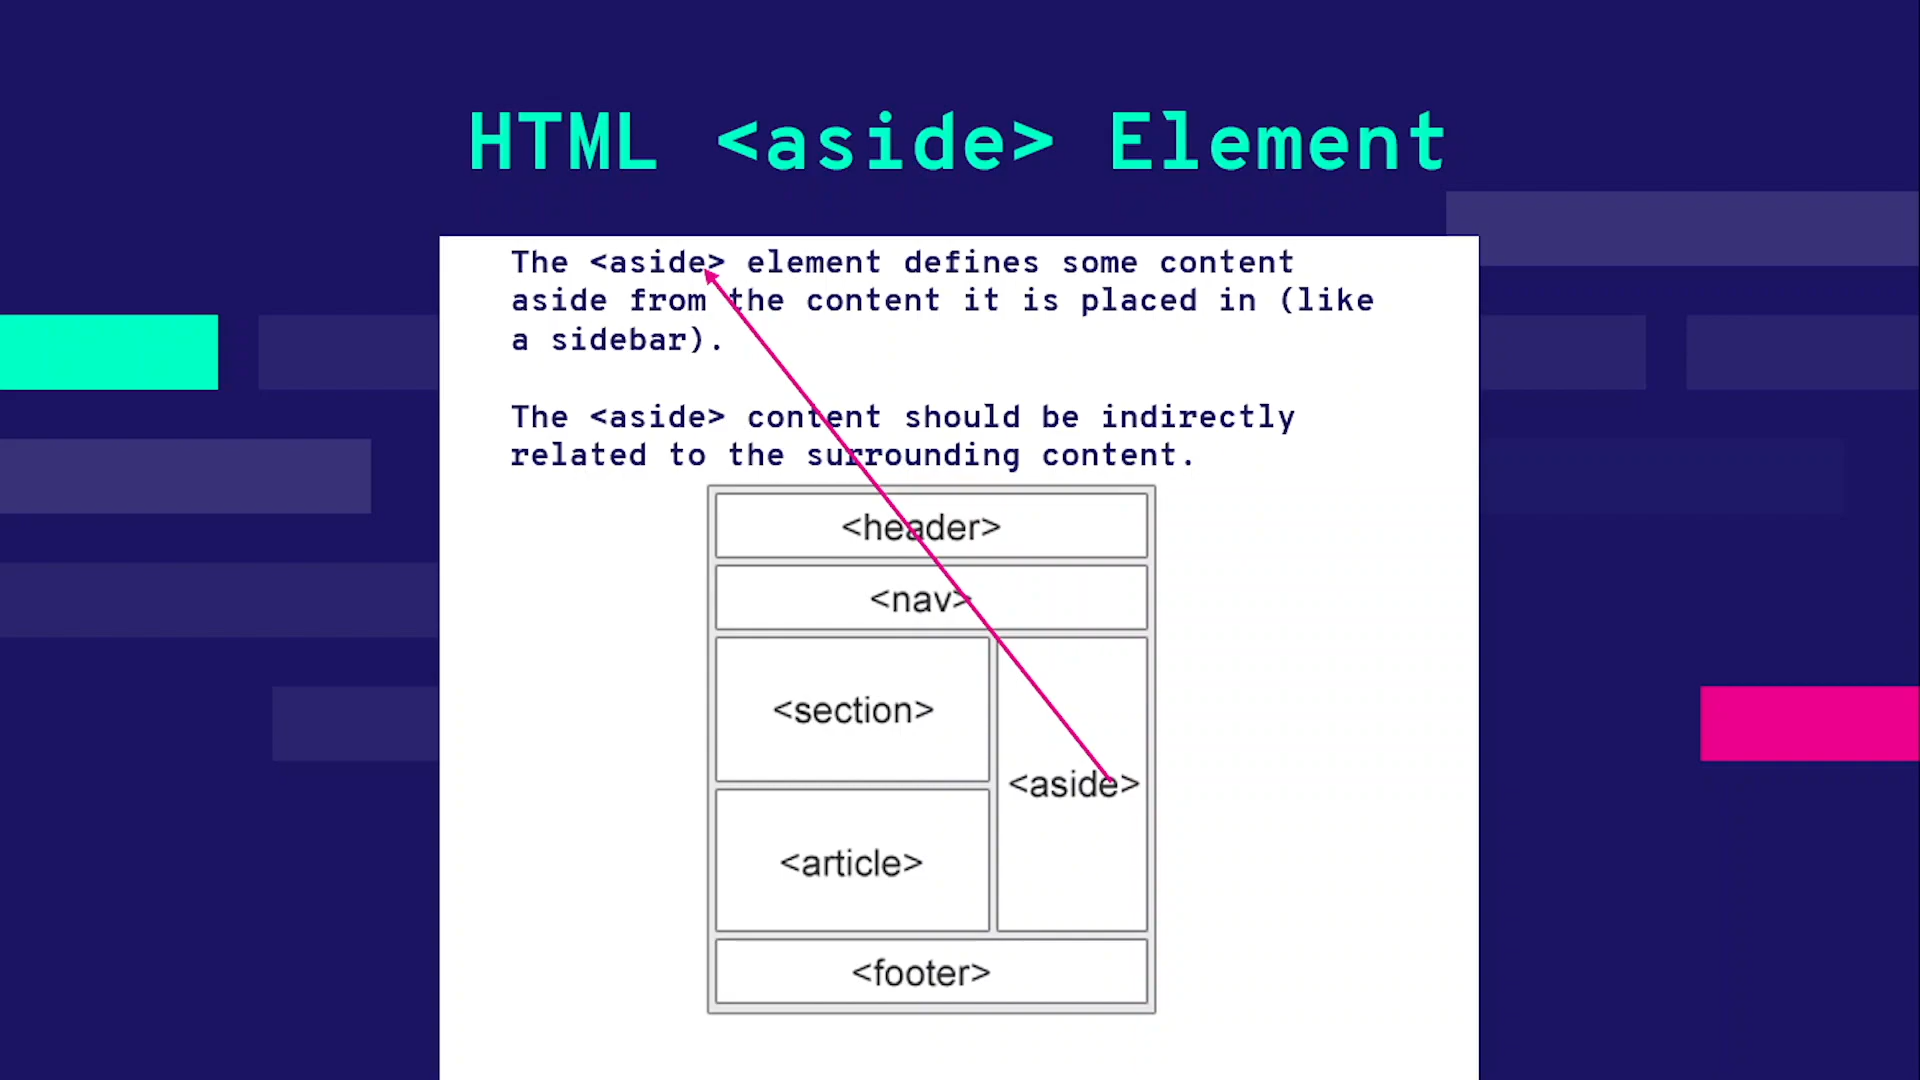 HTML <aside> Element
The <aside> element defines some content
aside from the content it is placed in (like
a sidebar).
The <aside> content should be indirectly
related to the surrounding content.
<header>
<nav>
<section>
<aside>
<article>
<footer>